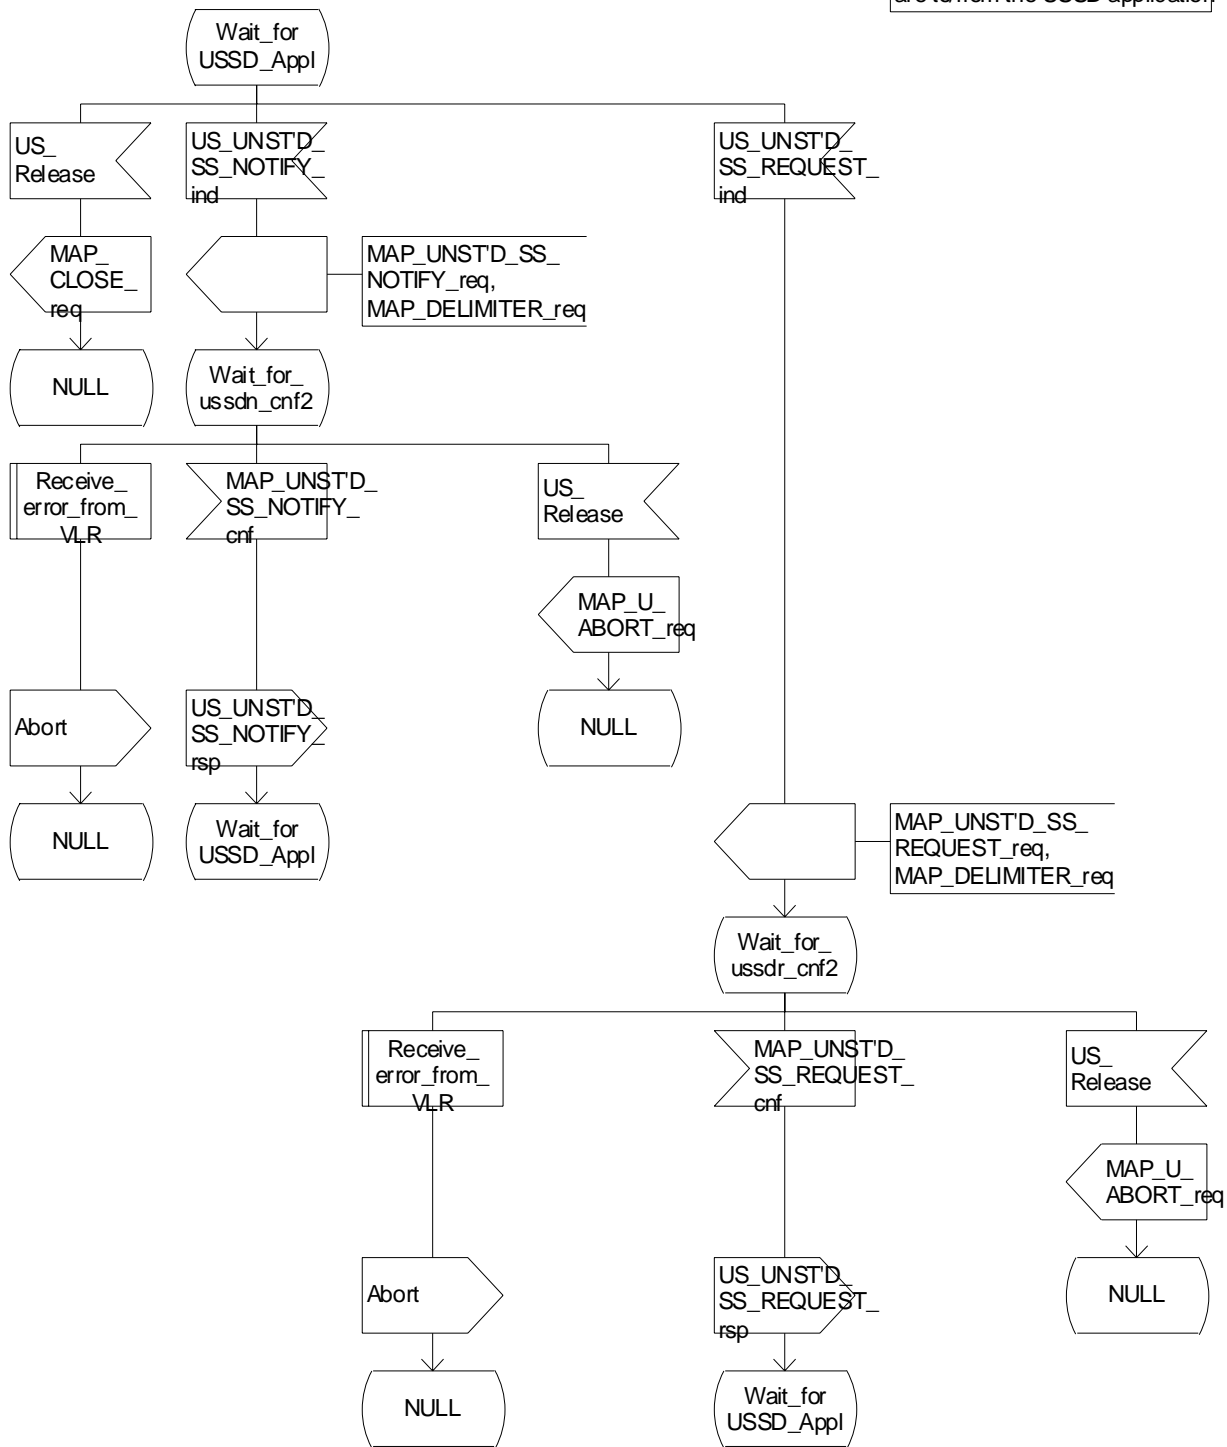 are to/from the USSD application.
Wait_for
USSD_Appl
US_
Release
US_UNST'D_
SS_NOTIFY_
ind
US_UNST'D_
SS_REQUEST_
ind
MAP_
CLOSE_
req
MAP_UNST'D_SS_
NOTIFY_req,
MAP_DELIMITER_req
NULL
Wait_for_
ussdn_cnf2
Receive_
error_from_
VLR
MAP_UNST'D_
SS_NOTIFY_
cnf
US_
Release
MAP_U_
ABORT_req
Abort
US_UNST'D_
SS_NOTIFY_
rsp
NULL
NULL
Wait_for
USSD_Appl
MAP_UNST'D_SS_
REQUEST_req,
MAP_DELIMITER_req
Wait_for_
ussdr_cnf2
Receive_
error_from_
VLR
MAP_UNST'D_
SS_REQUEST_
cnf
US_
Release
MAP_U_
ABORT_req
Abort
US_UNST'D_
SS_REQUEST_
rsp
NULL
NULL
Wait_for
USSD_Appl